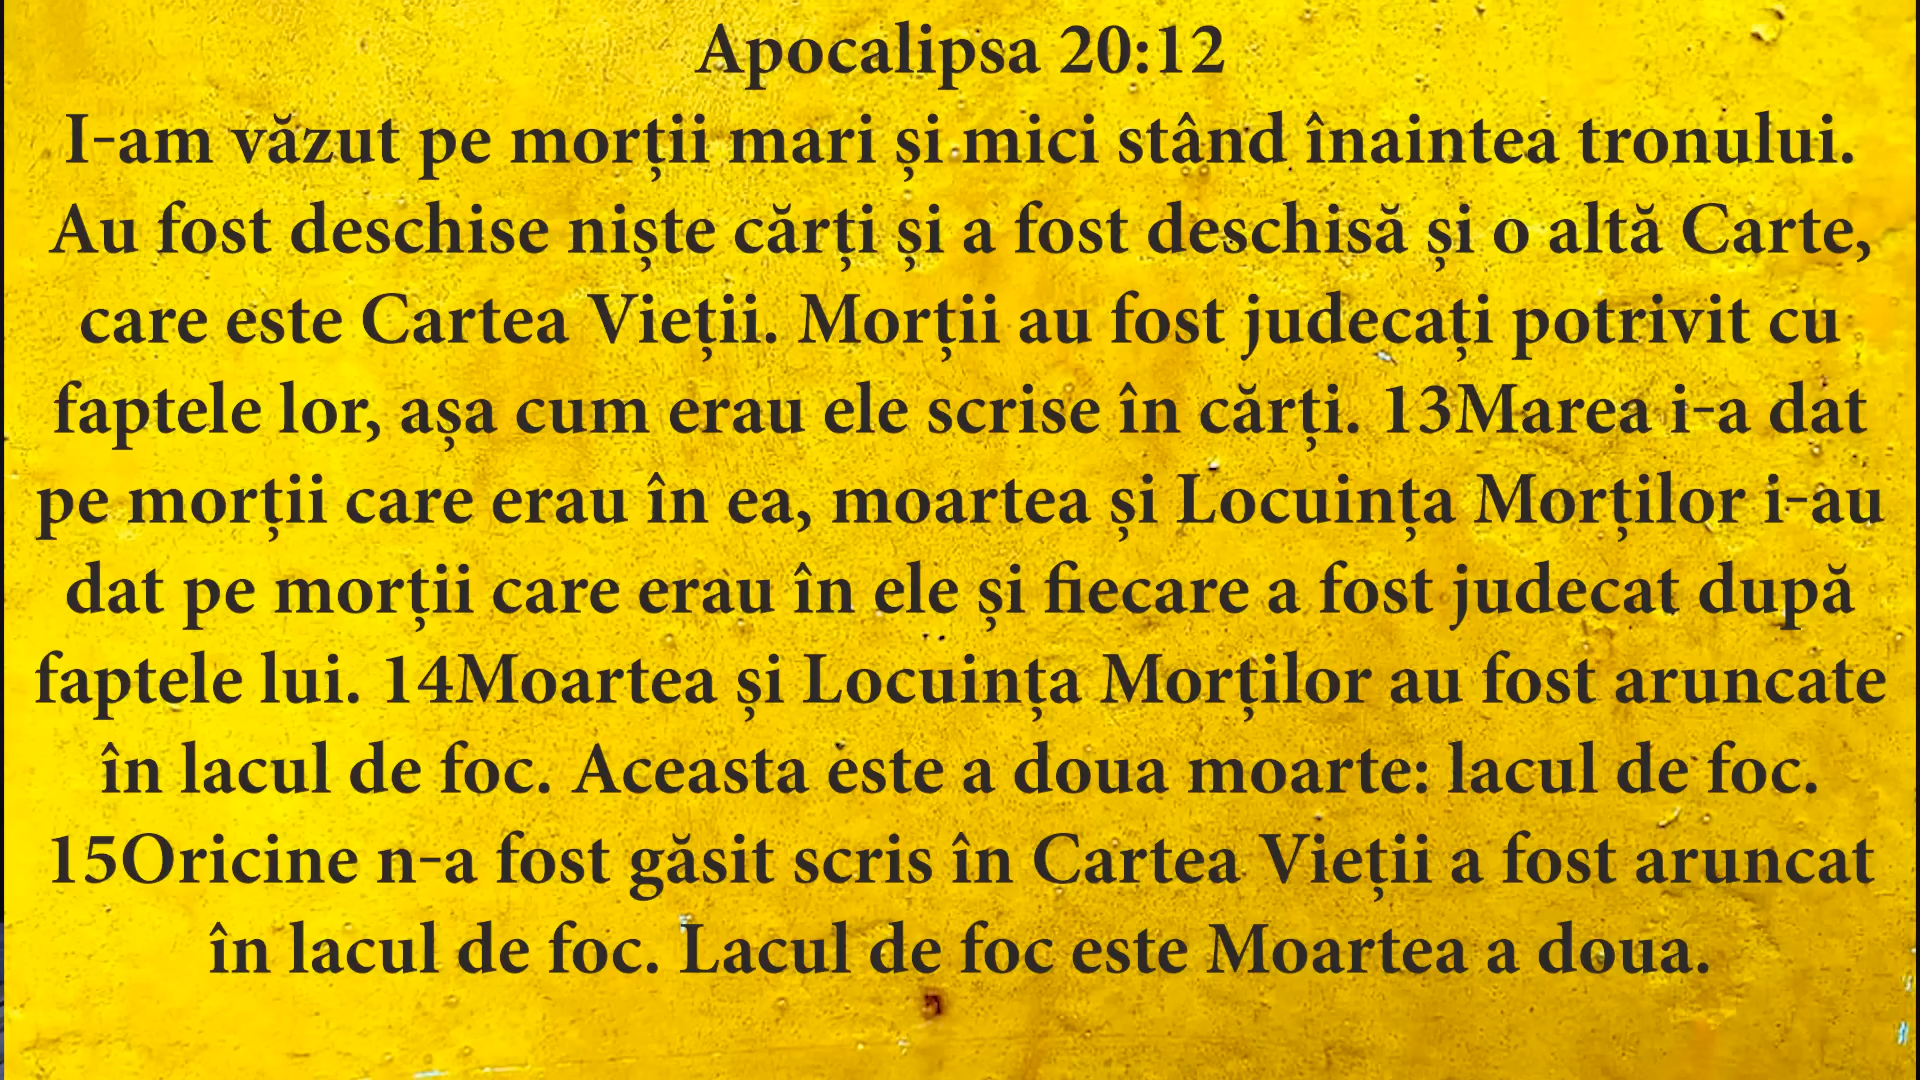 Apocalipsa 20:12
I-am văzut pe morții mari și mici stând înaintea tronului.
Au fost deschise niște cărți și a fost deschisă și o altă Carte,
care este Cartea Vieții. Morții au fost judecați potrivit cu
faptele lor, așa cum erau ele scrise în cărți. 13Marea i-a dat
pe morții care erau în ea, moartea și Locuința Morților i-au
dat pe morții care erau în ele și fiecare a fost judecat după
faptele lui. 14Moartea și Locuința Morților au fost aruncate
în lacul de foc. Aceasta este a doua moarte: lacul de foc.
15Oricine n-a fost găsit scris în Cartea Vieții a fost aruncat
în lacul de foc. Lacul de foc este Moartea a doua.